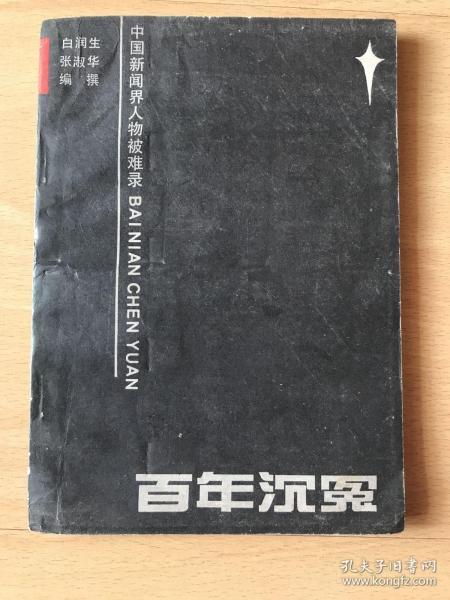 白润生
张淑华
编撰
中国新闻界人物被难录 BAINIAN CHEN YUAN
百年沉冤
孔夫子旧书网
www.kongfz.com